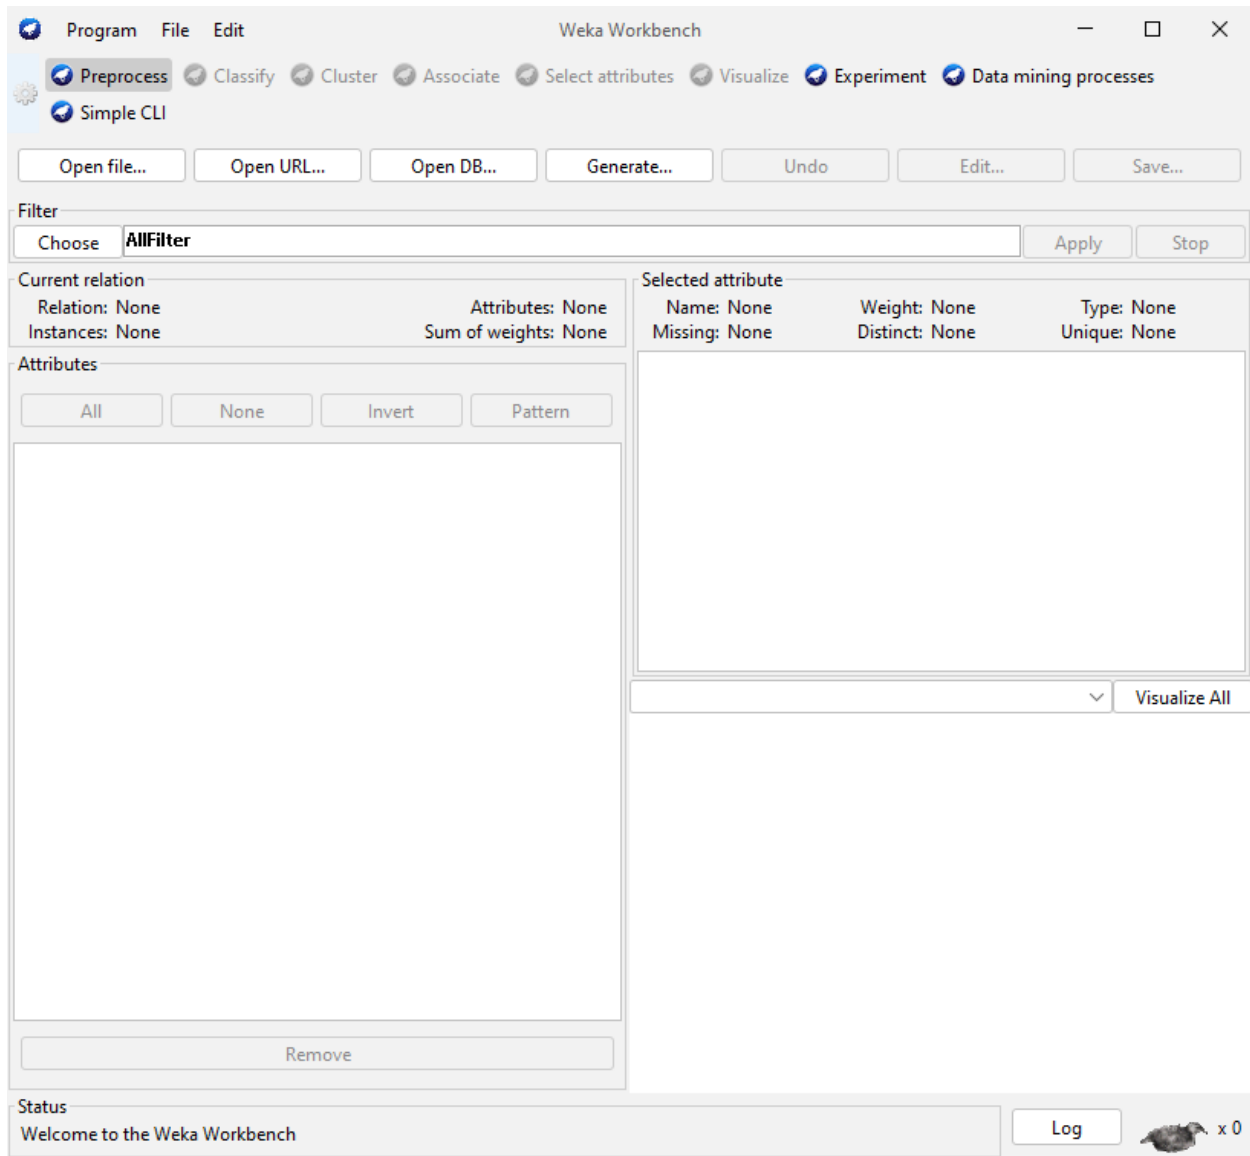 Program File Edit Weka Workbench
Preprocess Classify Cluster Associate Select attributes Visualize Experiment Data mining processes
Simple CLI
Open file... Open URL... Open DB... Generate... Undo Edit... Save...
Filter
Choose AllFilter Apply Stop
Current relation
Relation: None Attributes: None
Instances: None Sum of weights: None
Selected attribute
Name: None Weight: None Type: None
Missing: None Distinct: None Unique: None
Attributes
All None Invert Pattern
Visualize All
Remove
Status
Welcome to the Weka Workbench
Log x 0